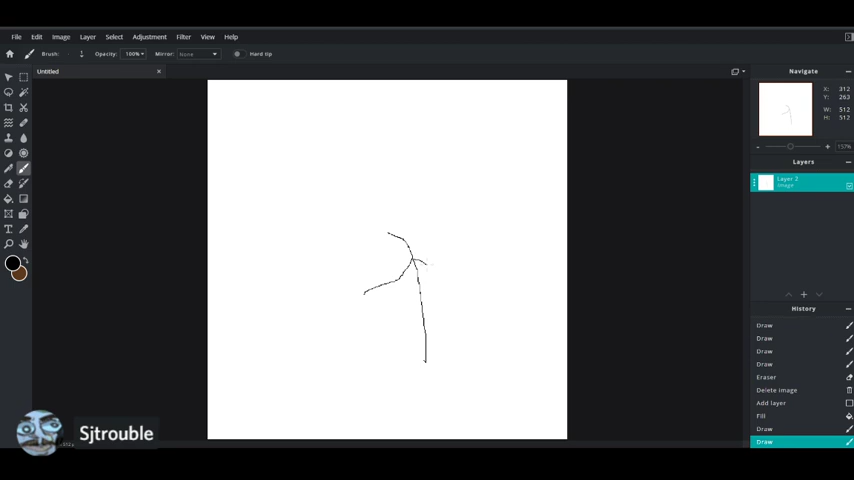 File Edit Image Layer Select Adjustment Filter View Help
Brush: 1 Opacity: 100% Mirror: None Hard tip
Untitled
Navigate
X: 312
Y: 263
W: 512
H: 512
157%
Layers
Layer 2
Image
History
Draw
Draw
Draw
Draw
Eraser
Delete image
Add layer
Fill
Draw
Draw
Sjtrouble